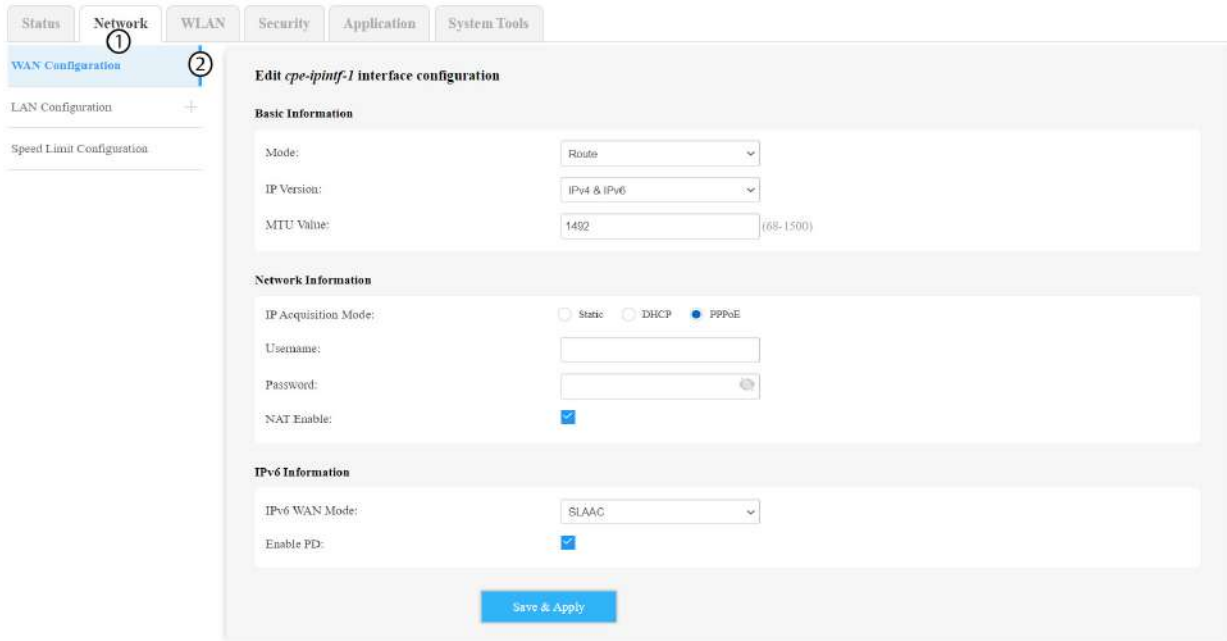 Status Network WLAN Security Application System Tools
①
WAN Configuration ②
LAN Configuration +
Speed Limit Configuration
Edit cpe-ipintf-1 interface configuration
Basic Information
Mode: Route
IP Version: IPv4 & IPv6
MTU Value: 1492 (68-1500)
Network Information
IP Acquisition Mode: Static DHCP PPPoE
Username:
Password:
NAT Enable:
IPv6 Information
IPv6 WAN Mode: SLAAC
Enable PD:
Save & Apply